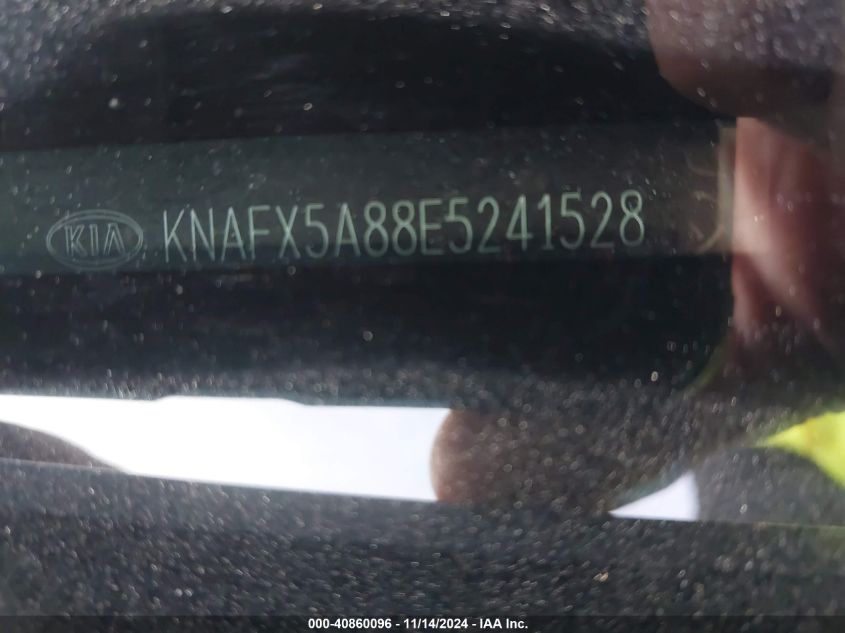 KIA KNAFX5A88E5241528
000-40860096 - 11/14/2024 - IAA Inc.